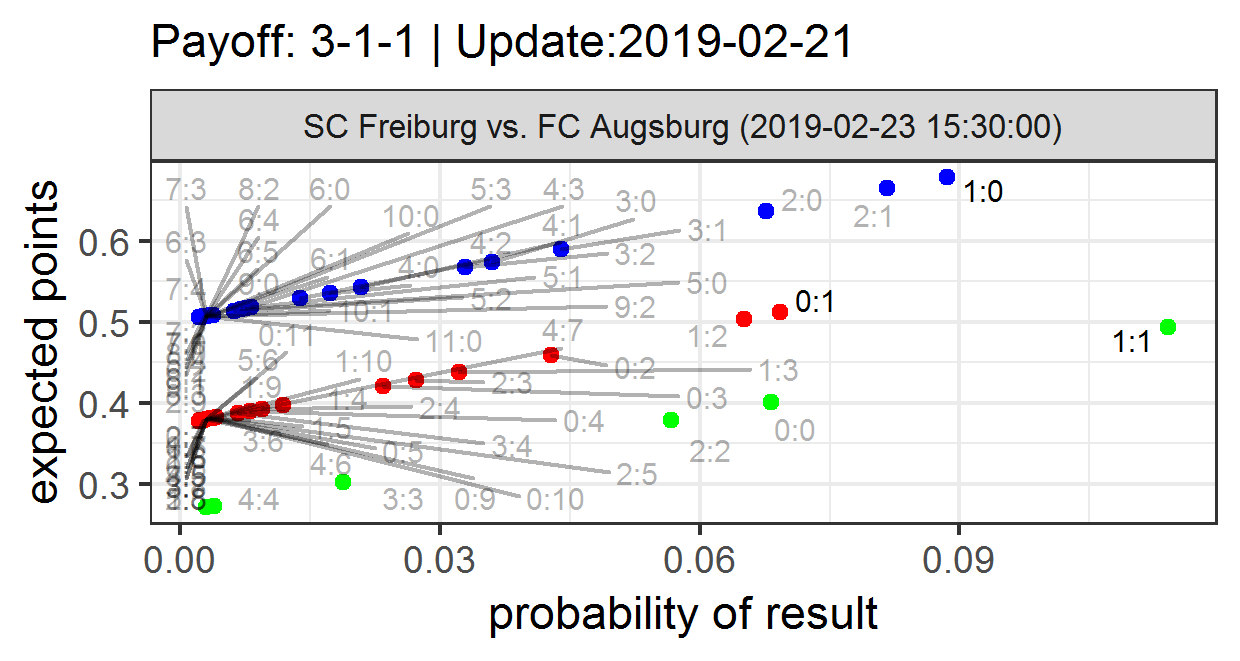 Payoff: 3-1-1 | Update:2019-02-21
SC Freiburg vs. FC Augsburg (2019-02-23 15:30:00)
expected points
0.6
0.5
0.4
0.3
7:3 8:2 6:0 5:3 4:3 3:0 2:0 1:0
6:4 10:0 4:1 3:1 2:1
6:3 6:5 6:1 4:2 3:2
7:4 9:0 4:0 5:1 5:0
10:1 5:2 9:2 0:1
0:11 11:0 4:7 1:2 1:1
5:6 1:10 0:2 1:3
2:9 1:9 1:4 2:3 0:3
2:4 0:4 0:0
3:6 1:5 0:5 3:4 2:2
4:6 2:5
4:4 3:3 0:9 0:10
0.00 0.03 0.06 0.09
probability of result